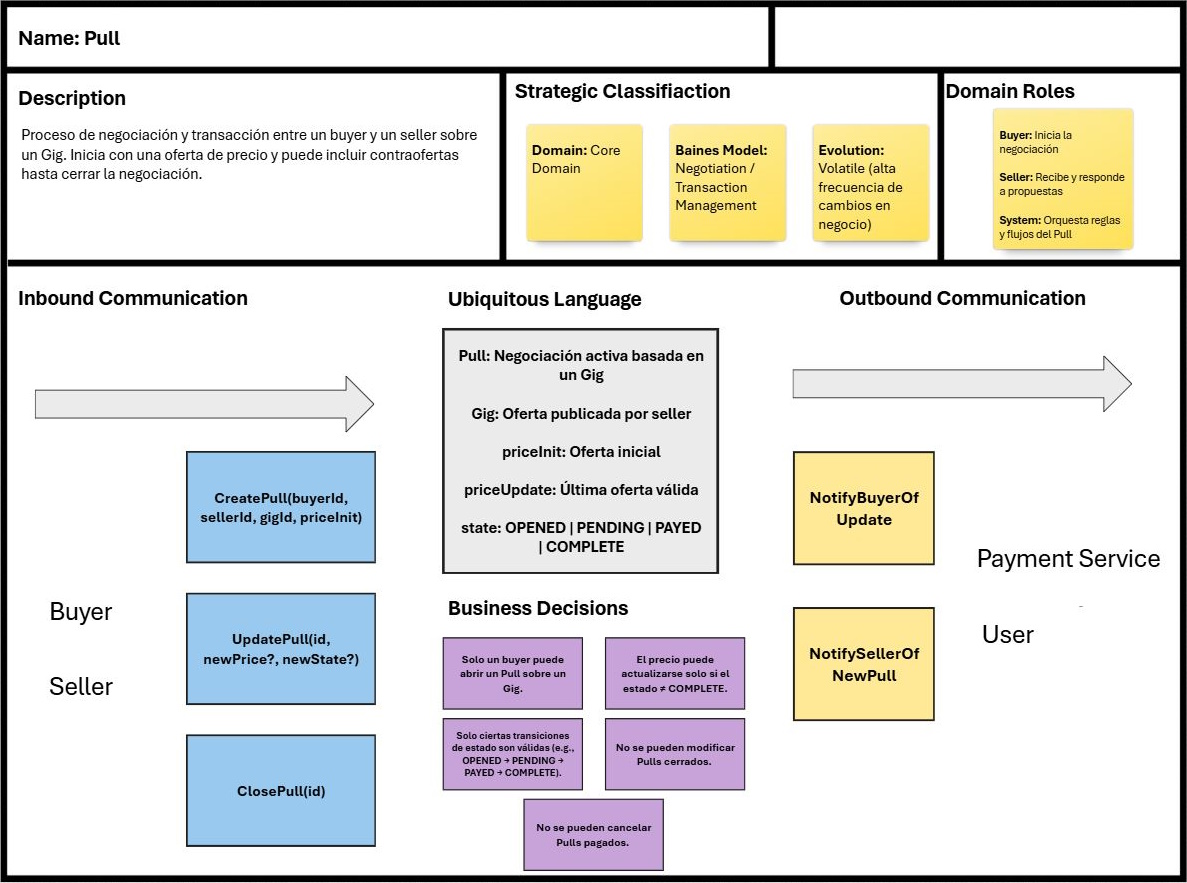 Name: Pull
Description
Proceso de negociación y transacción entre un buyer y un seller sobre
un Gig. Inicia con una oferta de precio y puede incluir contraofertas
hasta cerrar la negociación.
Strategic Classifiaction
Domain: Core
Domain
Baines Model:
Negotiation /
Transaction
Management
Evolution:
Volatile (alta
frecuencia de
cambios en
negocio)
Domain Roles
Buyer: Inicia la
negociación
Seller: Recibe y responde
a propuestas
System: Orquesta reglas
y flujos del Pull
Inbound Communication
CreatePull(buyerId,
sellerId, gigId, priceInit)
Buyer
UpdatePull(id,
newPrice?, newState?)
Seller
ClosePull(id)
Ubiquitous Language
Pull: Negociación activa basada en
un Gig
Gig: Oferta publicada por seller
priceInit: Oferta inicial
priceUpdate: Última oferta válida
state: OPENED | PENDING | PAYED
| COMPLETE
Business Decisions
Solo un buyer puede
abrir un Pull sobre un
Gig.
El precio puede
actualizarse solo si el
estado ≠ COMPLETE.
Solo ciertas transiciones
de estado son válidas (e.g.,
OPENED → PENDING →
PAYED → COMPLETE).
No se pueden modificar
Pulls cerrados.
No se pueden cancelar
Pulls pagados.
Outbound Communication
NotifyBuyerOf
Update
Payment Service
User
NotifySellerOf
NewPull